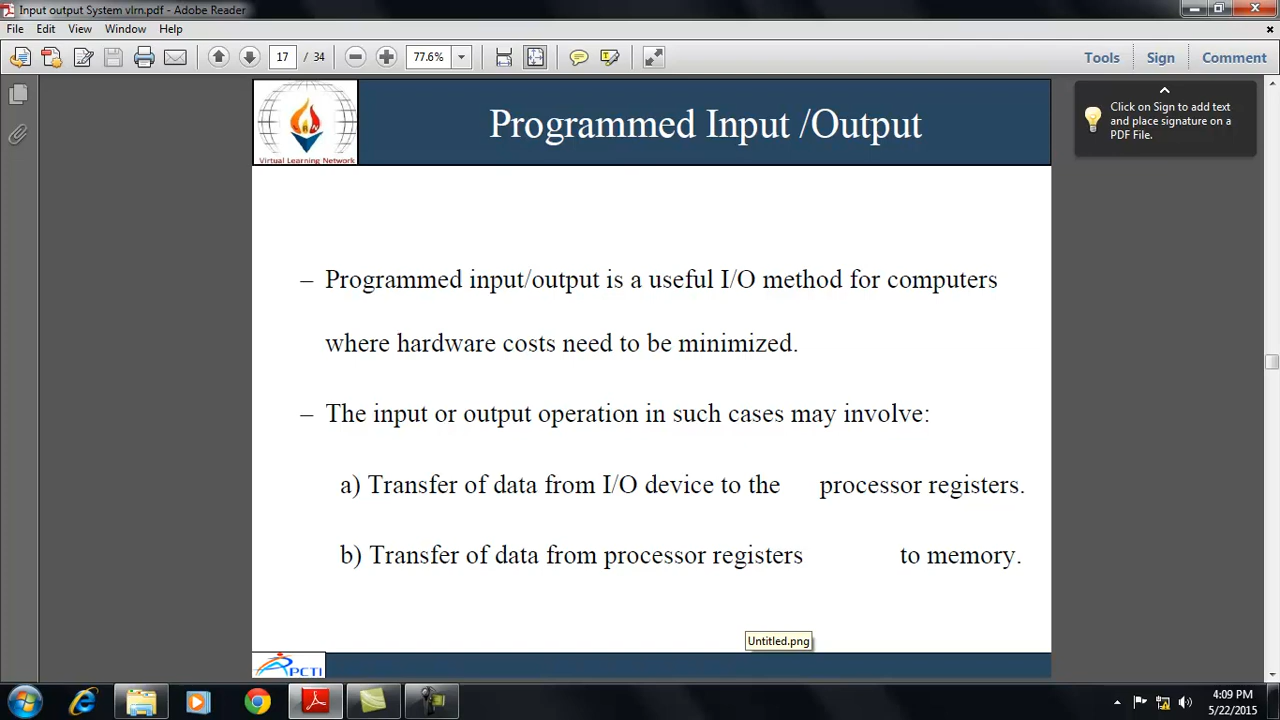 Input output System vlrn.pdf - Adobe Reader
File Edit View Window Help
17 / 34 77.6% Tools Sign Comment
Click on Sign to add text
and place signature on a
PDF File.
Virtual Learning Network
Programmed Input /Output
– Programmed input/output is a useful I/O method for computers
where hardware costs need to be minimized.
– The input or output operation in such cases may involve:
a) Transfer of data from I/O device to the processor registers.
b) Transfer of data from processor registers to memory.
Untitled.png
PCTI
4:09 PM
5/22/2015